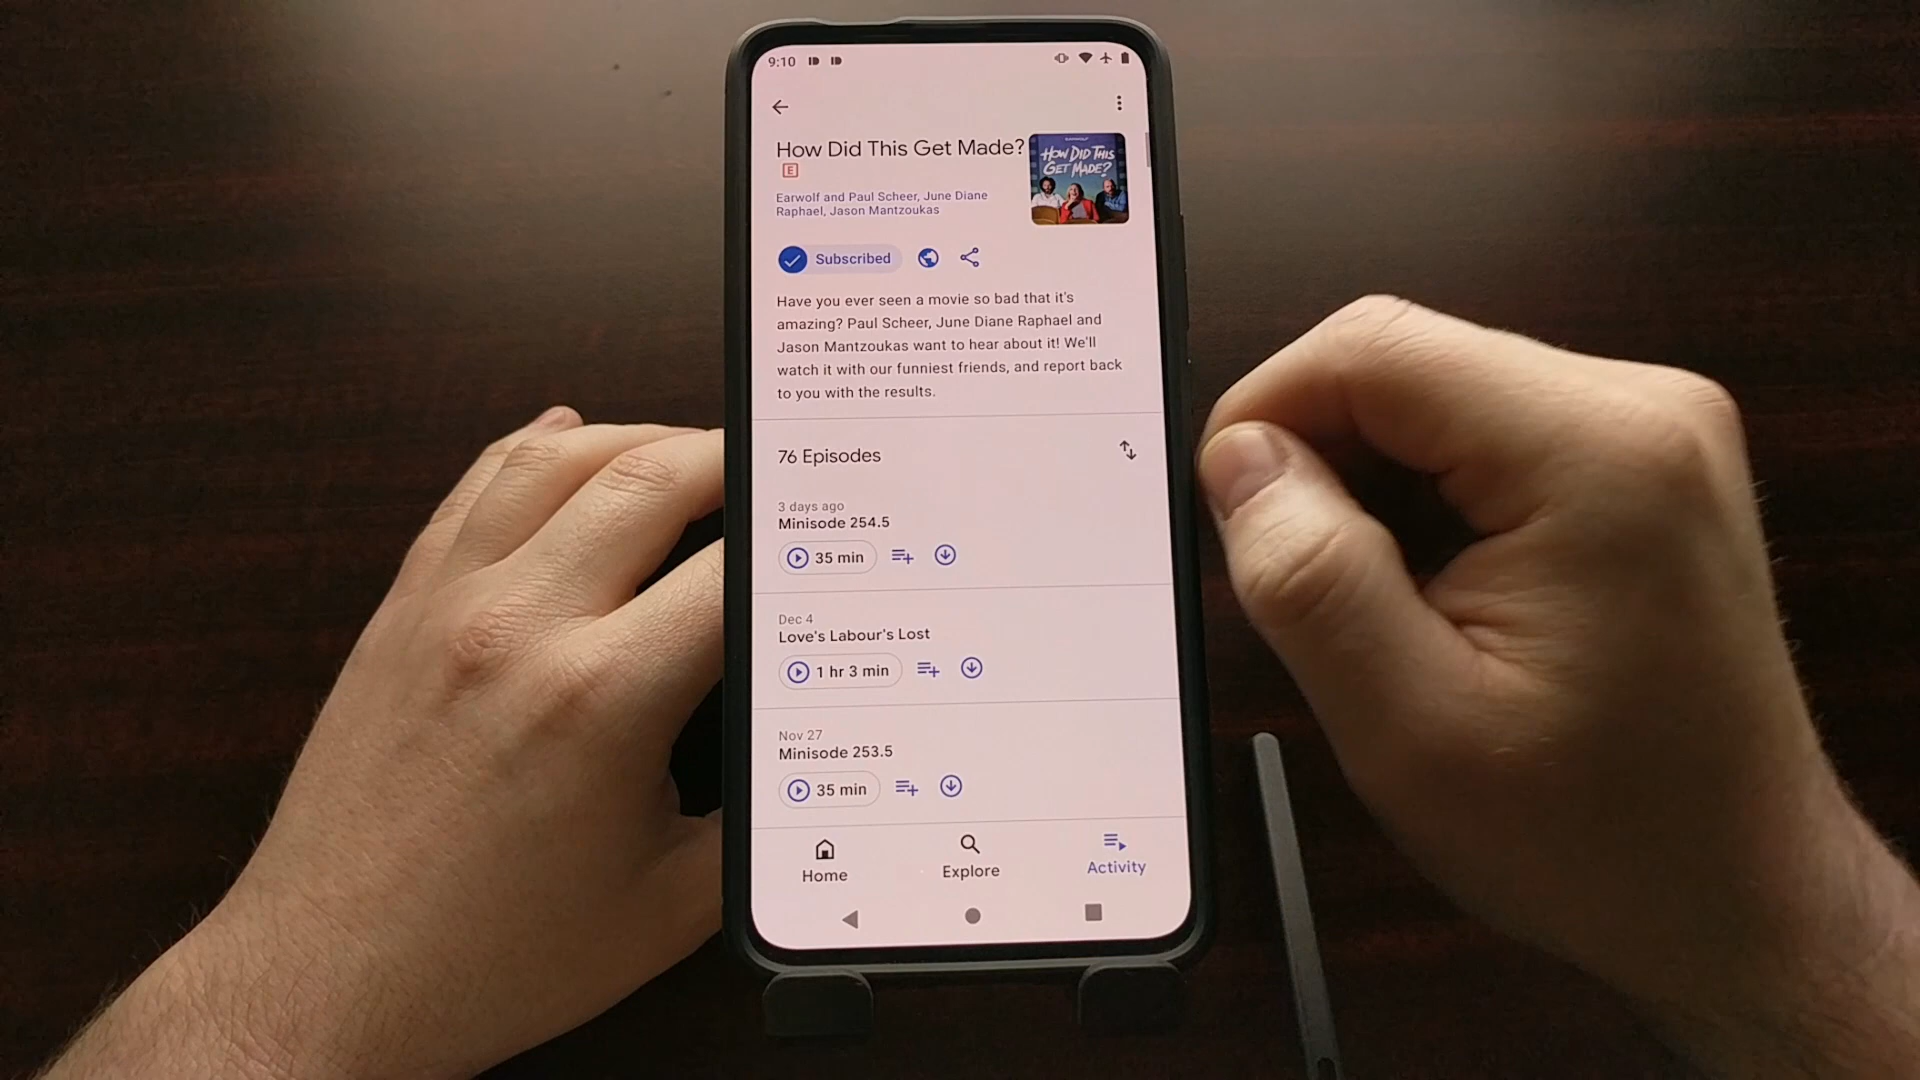 9:10
How Did This Get Made?
E
HOW DID THIS
GET MADE?
Earwolf and Paul Scheer, June Diane
Raphael, Jason Mantzoukas
Subscribed
Have you ever seen a movie so bad that it's
amazing? Paul Scheer, June Diane Raphael and
Jason Mantzoukas want to hear about it! We'll
watch it with our funniest friends, and report back
to you with the results.
76 Episodes
3 days ago
Minisode 254.5
35 min
Dec 4
Love's Labour's Lost
1 hr 3 min
Nov 27
Minisode 253.5
35 min
Home
Explore
Activity